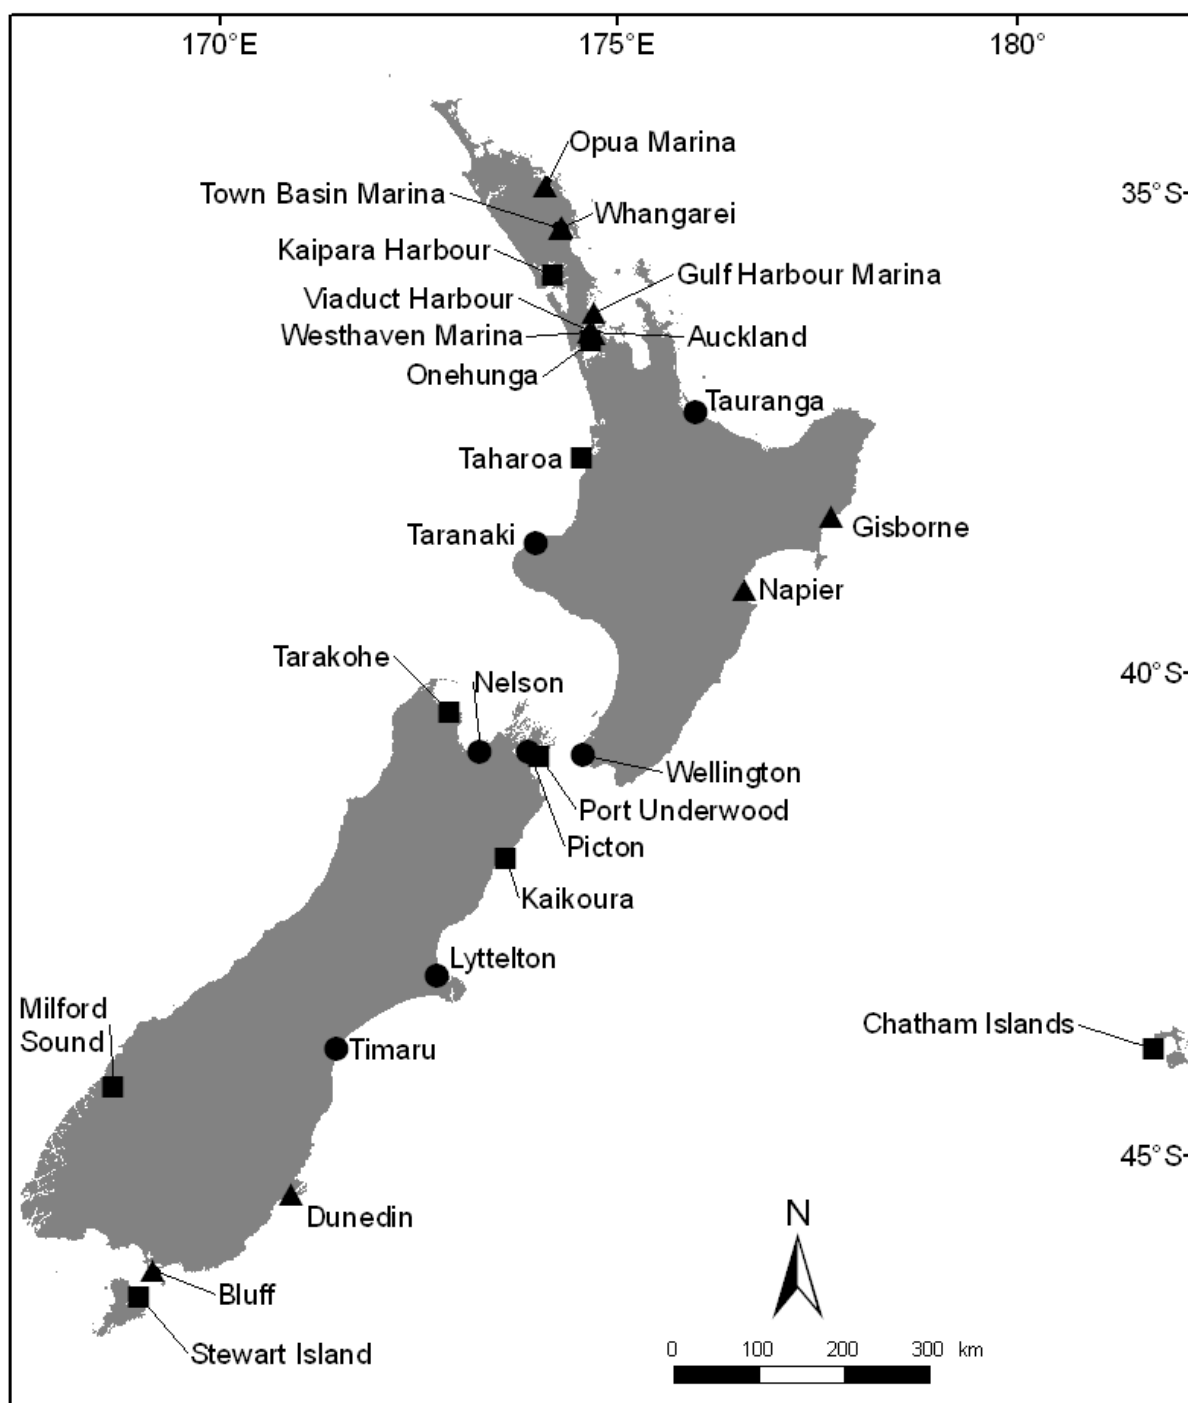 170°E
175°E
180°
Opua Marina
35°S
Town Basin Marina
Whangarei
Kaipara Harbour
Gulf Harbour Marina
Viaduct Harbour
Westhaven Marina
Auckland
Onehunga
Tauranga
Taharoa
Gisborne
Taranaki
Napier
Tarakohe
40°S
Nelson
Wellington
Port Underwood
Picton
Kaikoura
Lyttelton
Milford
Sound
Chatham Islands
Timaru
45°S
Dunedin
N
Bluff
Stewart Island
0 100 200 300 km